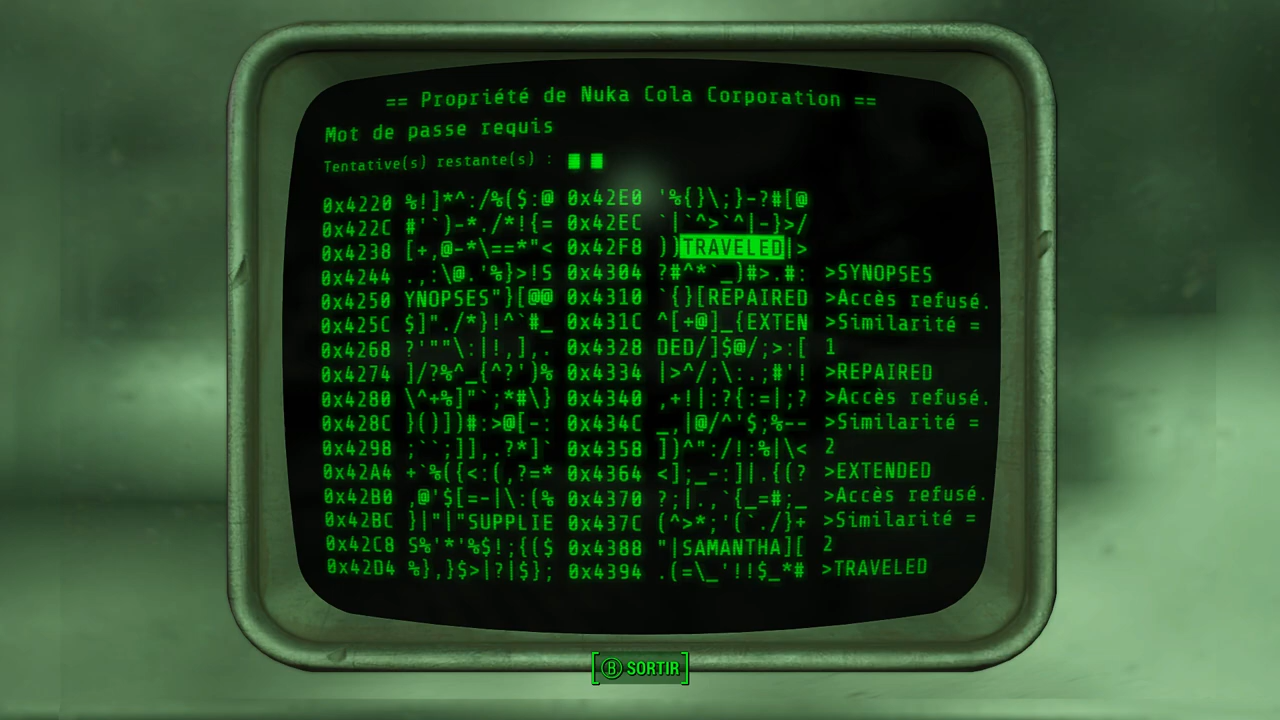 == Propriété de Nuka Cola Corporation ==
Mot de passe requis
Tentative(s) restante(s) : ■ ■
0x4220 %!]*^:/%($:@ 0x42E0 '%{}\;}-?#[@
0x422C #'`)-*./*!{= 0x42EC `|`^>`^|-}>/
0x4238 [+,@-*\==*"< 0x42F8 ))TRAVELED|>
0x4244 .,:\@.'%}>!S 0x4304 ?#^*`_)#>.#: >SYNOPSES
0x4250 YNOPSES"}[@@ 0x4310 `{}[REPAIRED >Accès refusé.
0x425C $]"./*}!^`#_ 0x431C ^[+@]_{EXTEN >Similarité =
0x4268 ?'""\:|!,],. 0x4328 DED/]$@/;>:[ 1
0x4274 ]/?%^_{^?')% 0x4334 |>^/;\:.;#'! >REPAIRED
0x4280 \^+%]"`;*#\} 0x4340 ,+!|:?{:=|;? >Accès refusé.
0x428C }()])#:>@[-: 0x434C _,|@/^'$;%-- >Similarité =
0x4298 ;``;]],.?*]` 0x4358 ])^":/!:%|\< 2
0x42A4 +`%({<:(,?=* 0x4364 <];_-:]|.{(? >EXTENDED
0x42B0 ,@'$[=-|\:(% 0x4370 ?;|.,`{_=#;_ >Accès refusé.
0x42BC }|"|"SUPPLIE 0x437C (^>*;'(`./}+ >Similarité =
0x42C8 S%'*'%$!;{($ 0x4388 "|SAMANTHA][ 2
0x42D4 %},}$>|?|$}; 0x4394 .(=\_'!!$_*# >TRAVELED
B SORTIR